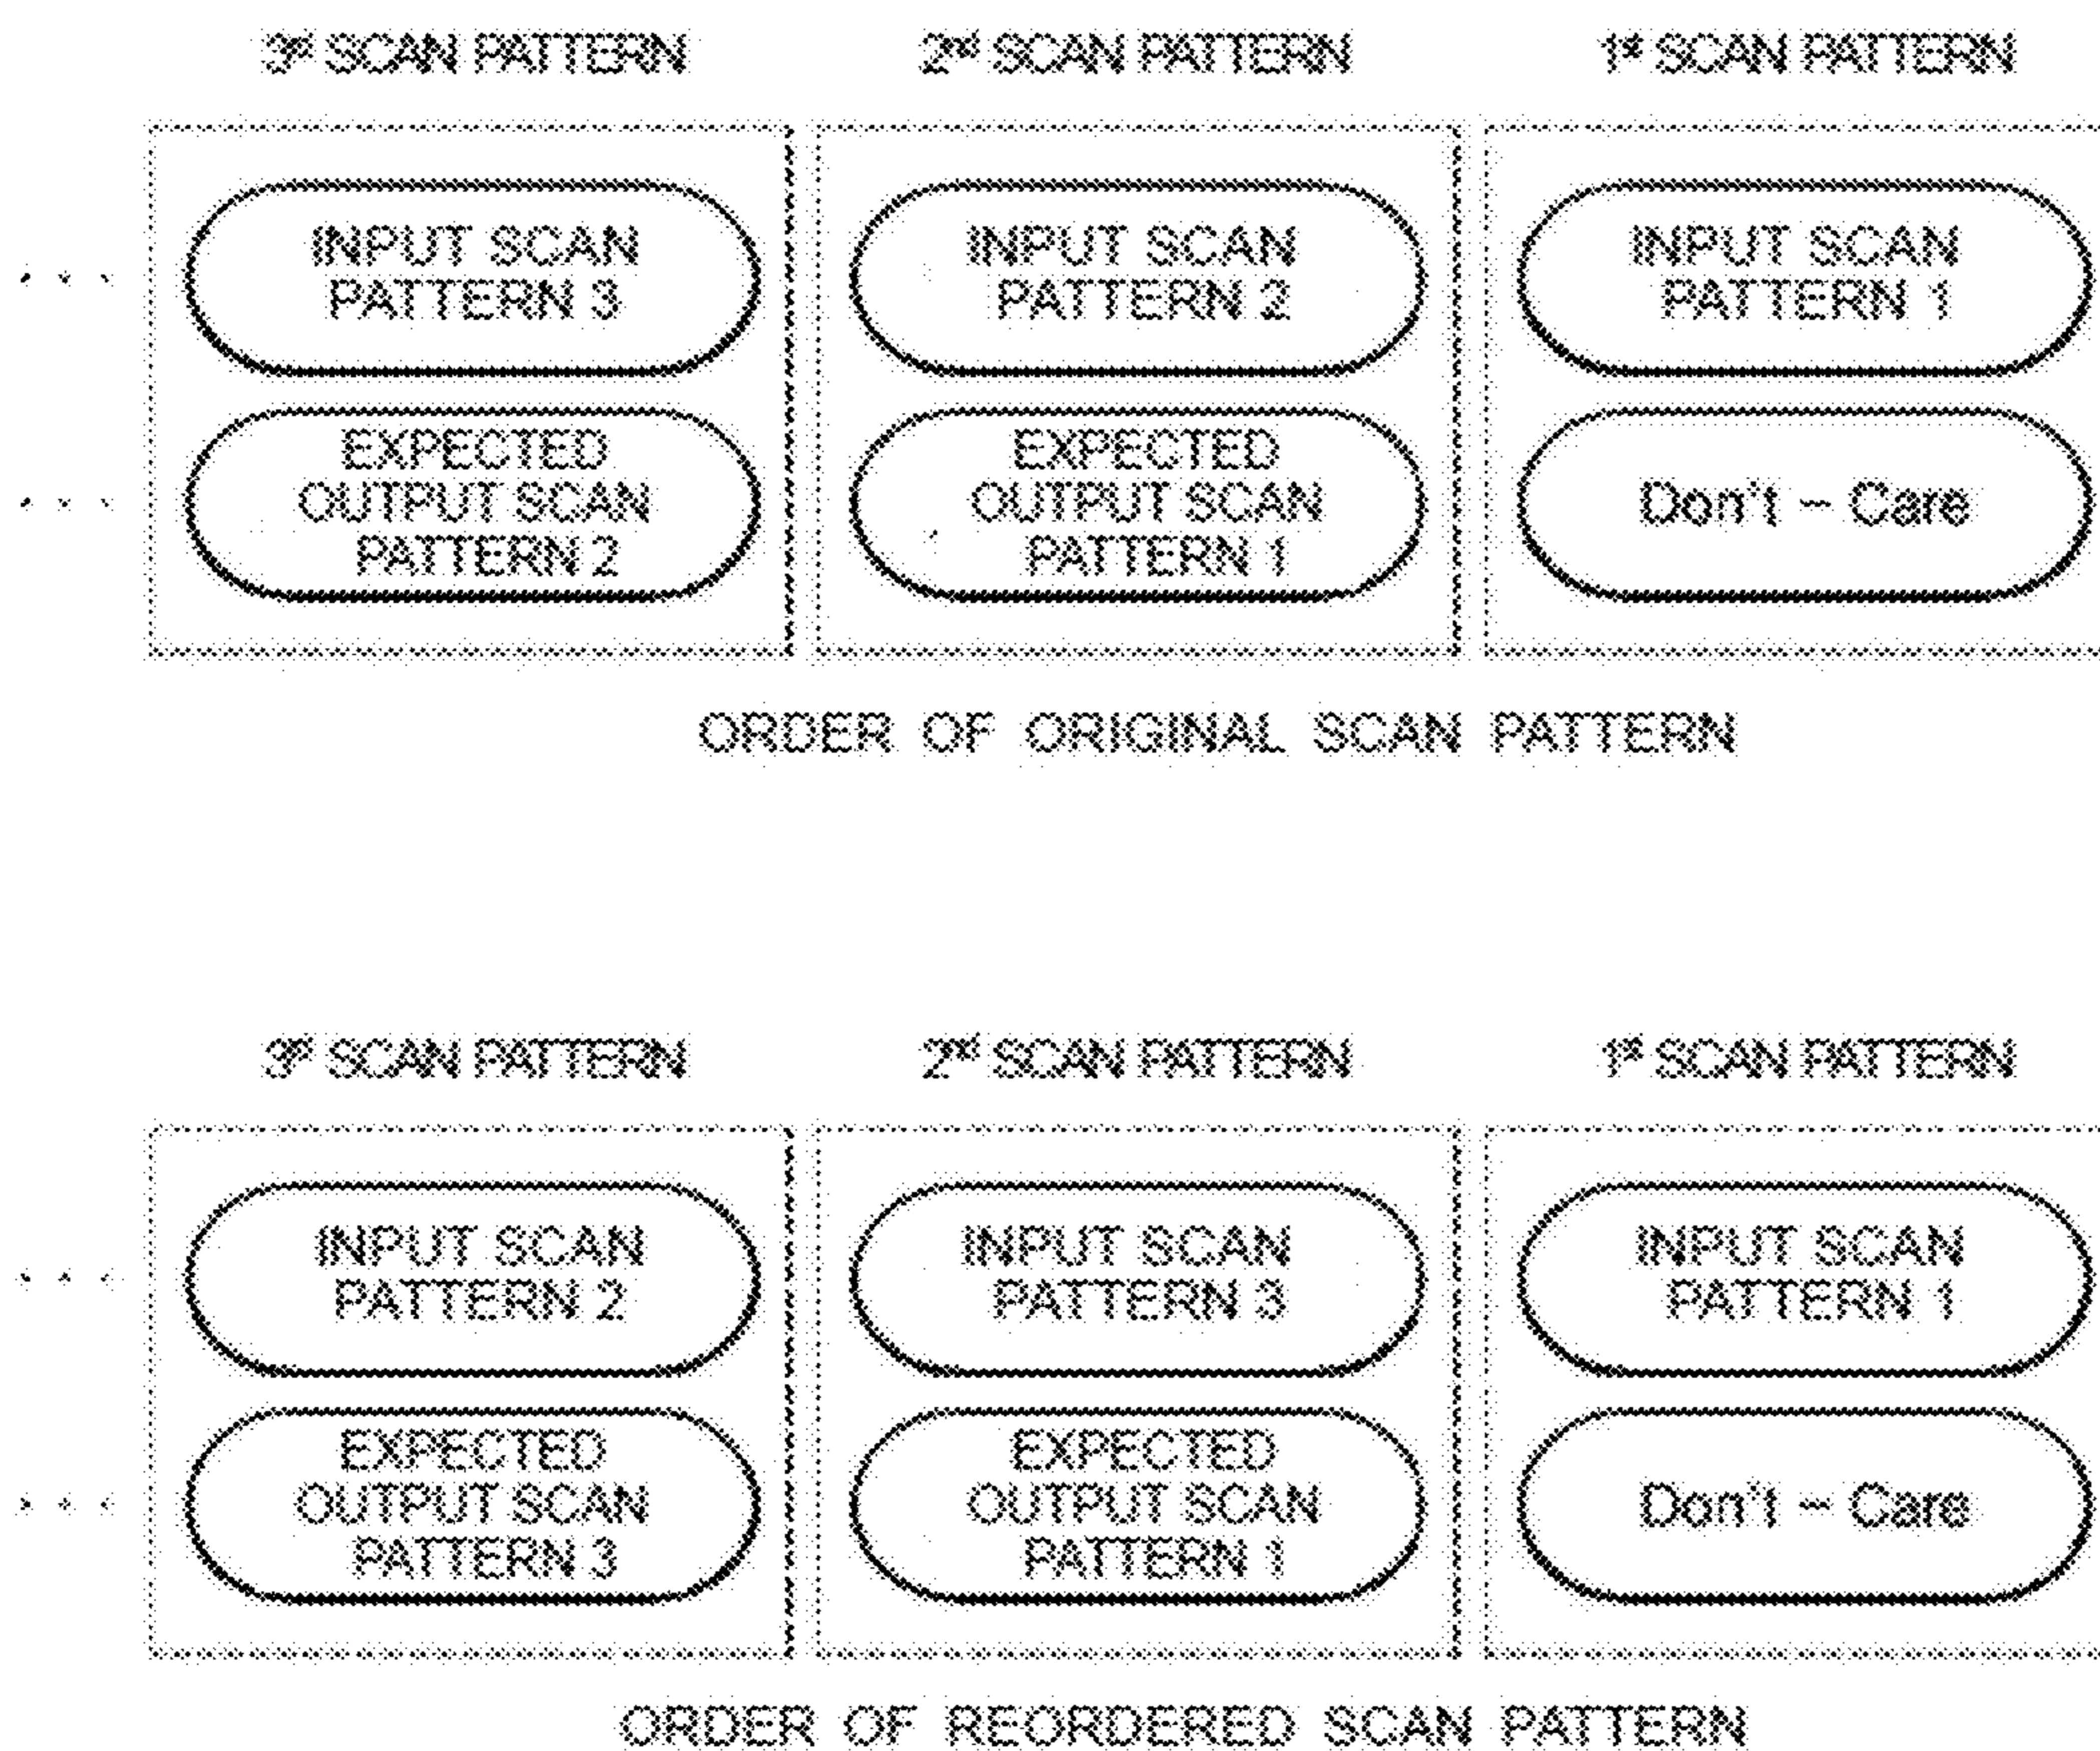 3rd SCAN PATTERN
2nd SCAN PATTERN
1st SCAN PATTERN
INPUT SCAN
PATTERN 3
INPUT SCAN
PATTERN 2
INPUT SCAN
PATTERN 1
. . .
EXPECTED
OUTPUT SCAN
PATTERN 2
EXPECTED
OUTPUT SCAN
PATTERN 1
Don't – Care
. . .
ORDER OF ORIGINAL SCAN PATTERN
3rd SCAN PATTERN
2nd SCAN PATTERN
1st SCAN PATTERN
INPUT SCAN
PATTERN 2
INPUT SCAN
PATTERN 3
INPUT SCAN
PATTERN 1
. . .
EXPECTED
OUTPUT SCAN
PATTERN 3
EXPECTED
OUTPUT SCAN
PATTERN 1
Don't – Care
. . .
ORDER OF REORDERED SCAN PATTERN